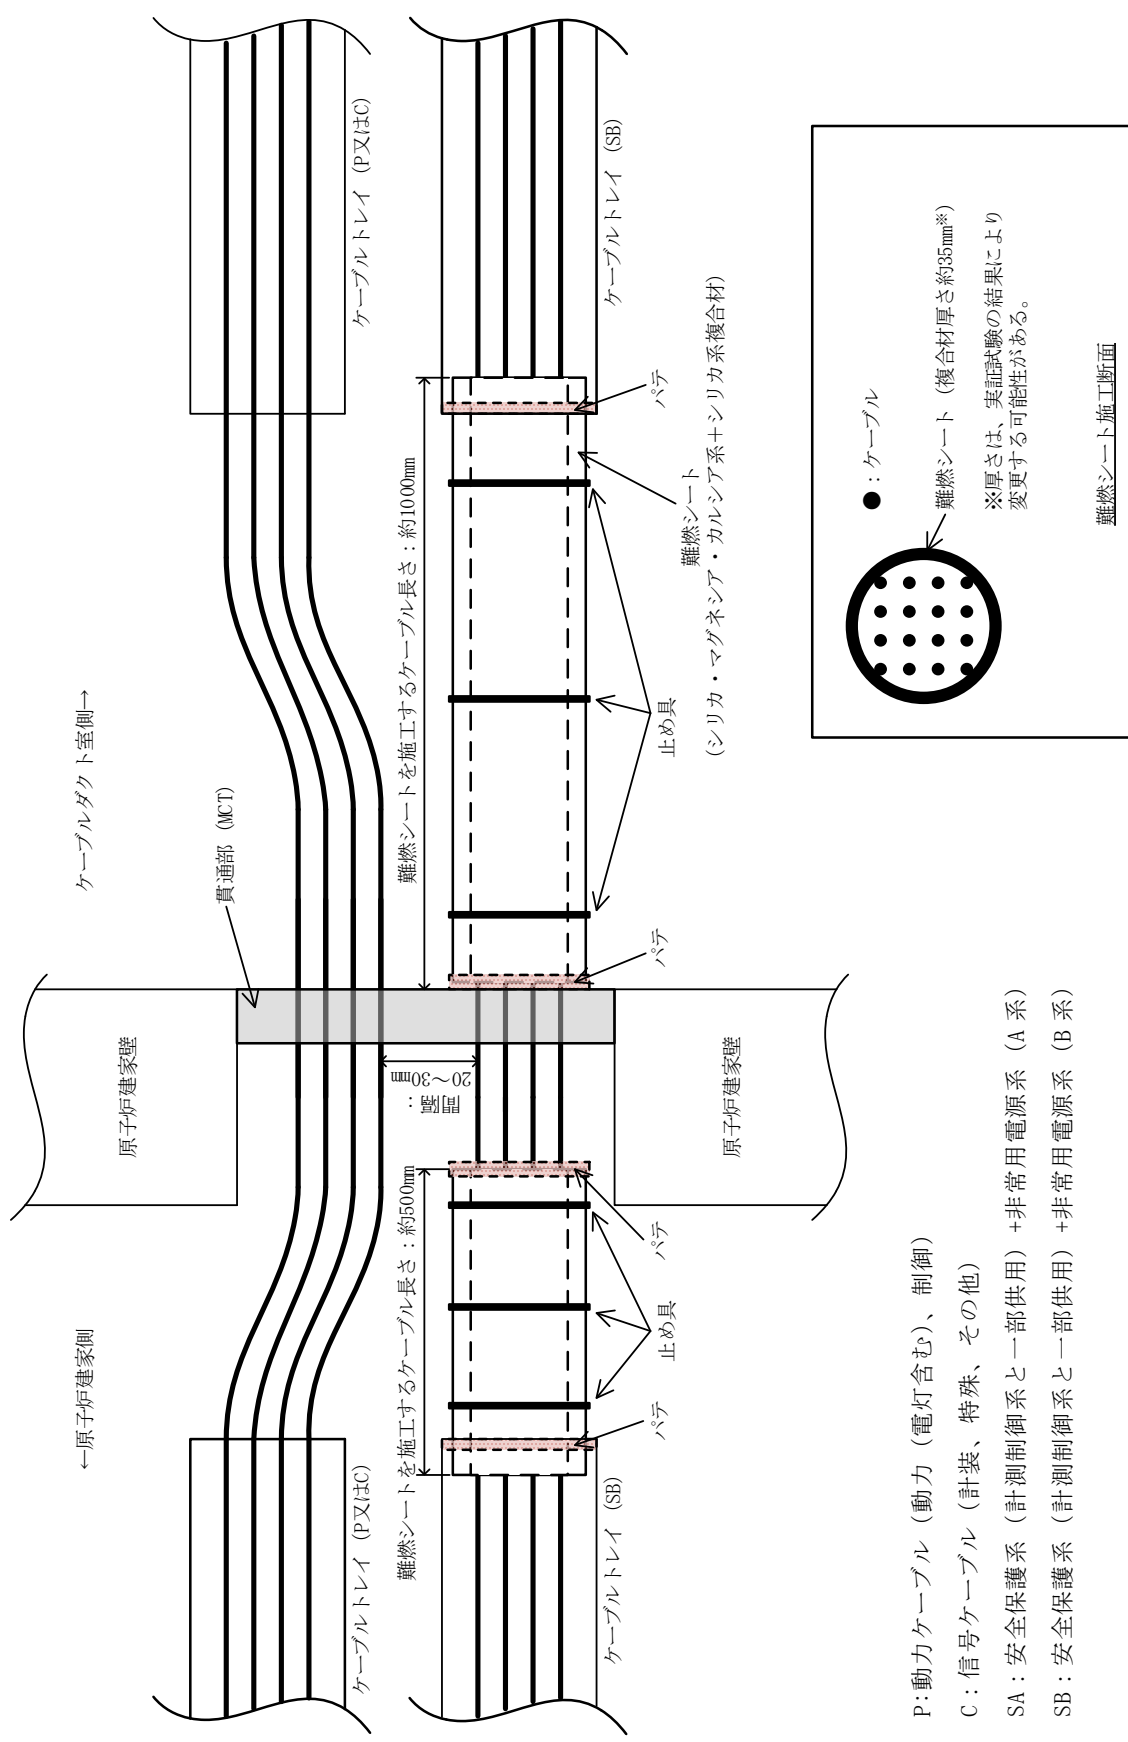 ←原子炉建家側
ケーブルダクト室側→
原子炉建家壁
貫通部（MCT）
ケーブルトレイ（P又はC）
ケーブルトレイ（P又はC）
難燃シートを施工するケーブル長さ：約500mm
間隔：
20～30mm
難燃シートを施工するケーブル長さ：約1000mm
ケーブルトレイ（SB）
パテ
止め具
パテ
パテ
止め具
難燃シート
（シリカ・マグネシア・カルシア系＋シリカ系複合材）
パテ
ケーブルトレイ（SB）
原子炉建家壁
P：動力ケーブル（動力（電灯含む）、制御）
C：信号ケーブル（計装、特殊、その他）
SA：安全保護系（計測制御系と一部供用）+非常用電源系（A系）
SB：安全保護系（計測制御系と一部供用）+非常用電源系（B系）
●：ケーブル
難燃シート（複合材厚さ約35mm※）
※厚さは、実証試験の結果により
変更する可能性がある。
難燃シート施工断面